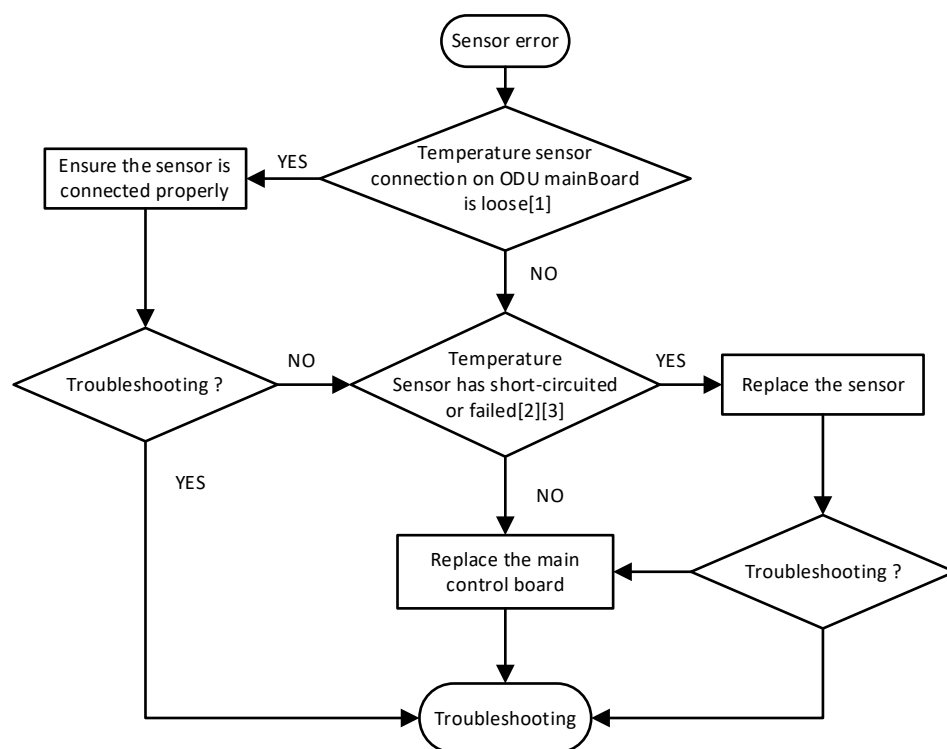 Sensor error
Temperature sensor
connection on ODU mainBoard
is loose[1]
YES
Ensure the sensor is
connected properly
NO
Troubleshooting ?
NO
Temperature
Sensor has short-circuited
or failed[2][3]
YES
Replace the sensor
YES
NO
Replace the main
control board
Troubleshooting ?
Troubleshooting